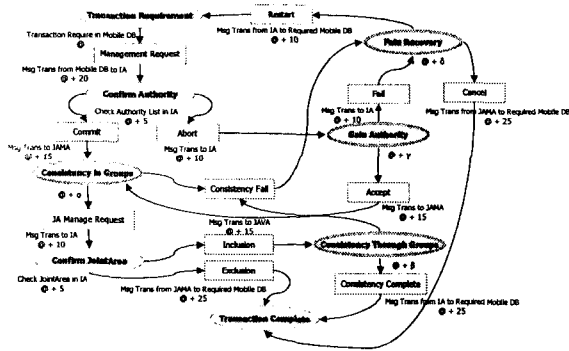 Transaction Requirement
Restart
Transaction Require in Mobile DB
@
Msg Trans from IA to Required Mobile DB
@ + 10
Fale Recovery
@ + δ
Management Request
Msg Trans from Mobile DB to IA
@ + 20
Confirm Authority
Fail
Cancel
Check Authority List in IA
@ + 5
Msg Trans to IA
@ + 10
Msg Trans from JAMA to Required Mobile DB
@ + 25
Commit
Abort
Gain Authority
Msg Trans to JAMA
@ + 15
Msg Trans to IA
@ + 10
@ + γ
Consistency in Groups
Consistency Fail
Accept
@ + α
Msg Trans to JAMA
@ + 15
JA Manage Request
Msg Trans to JAVA
@ + 15
Msg Trans to IA
@ + 10
Inclusion
Consistency Through Groups
Confirm JointArea
@ + β
Check JointArea in IA
@ + 5
Exclusion
Consistency Complete
Msg Trans from JAMA to Required Mobile DB
@ + 25
Msg Trans from IA to Required Mobile DB
@ + 25
Transaction Complete